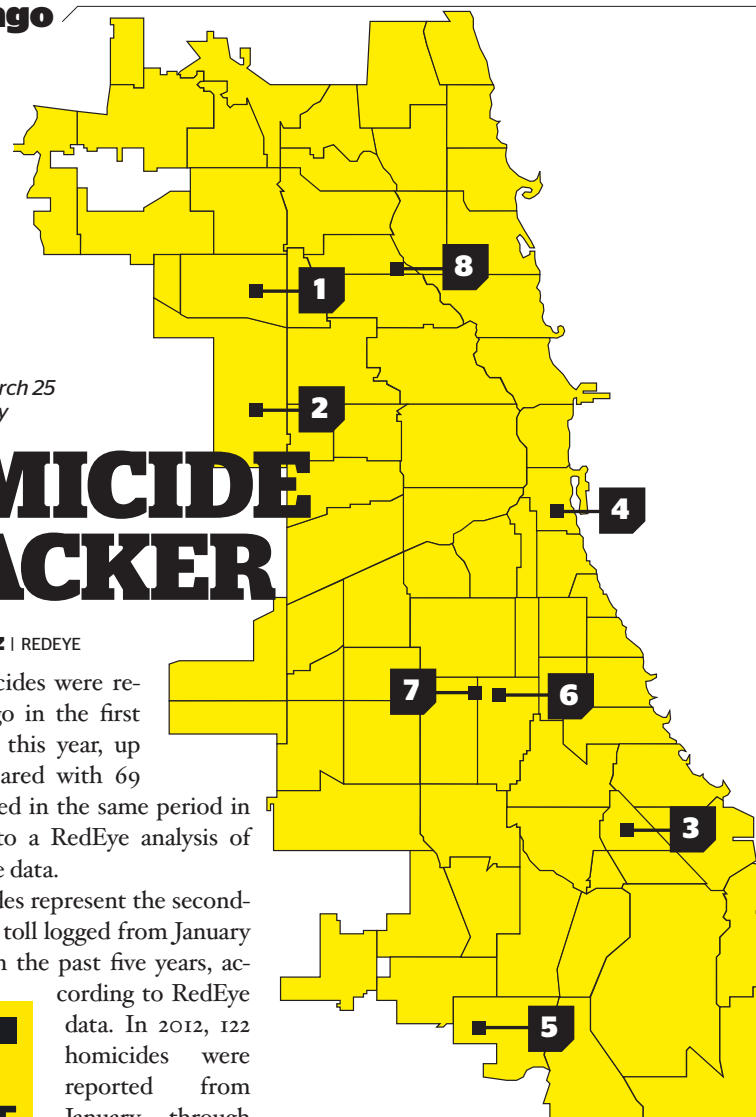 ago
8
1
rch 25
y
2
MICIDE
ACKER
4
z | REDEYE
cides were re-
go in the first
this year, up
ared with 69
ed in the same period in
to a RedEye analysis of
e data.
les represent the second-
toll logged from January
n the past five years, ac-
cording to RedEye
data. In 2012, 122
homicides were
reported from
January through
7
6
3
5